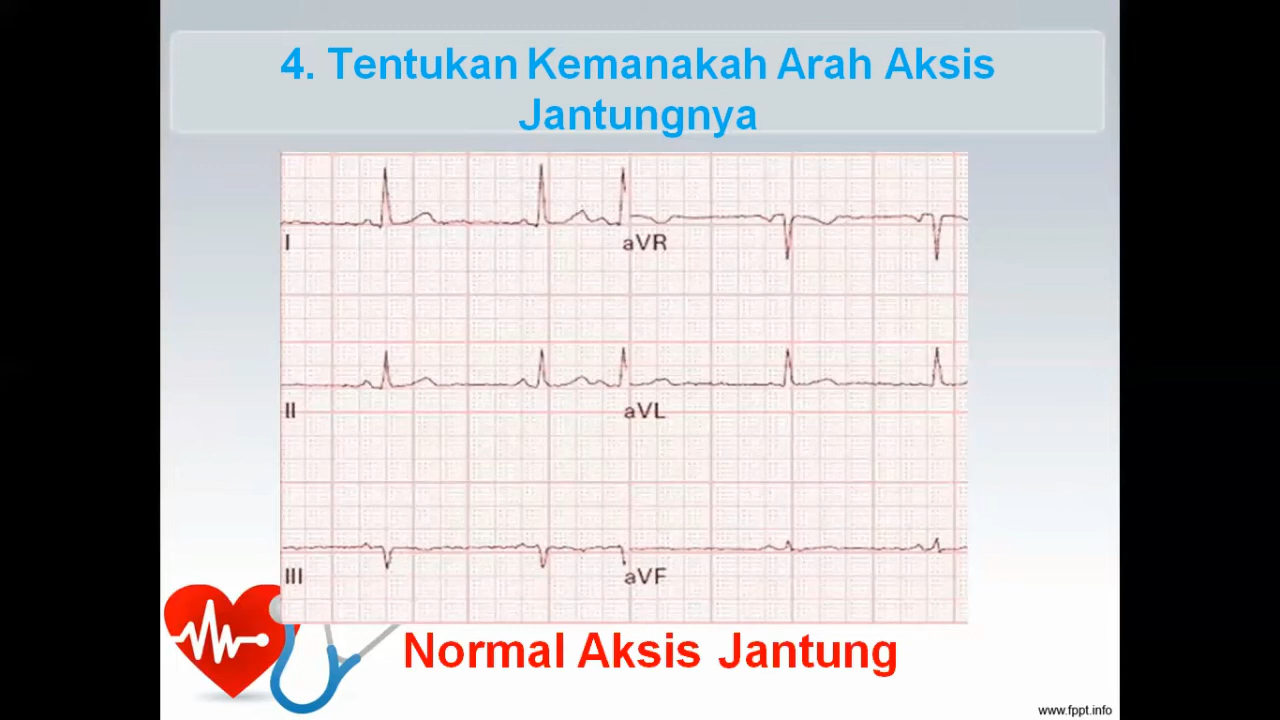 4. Tentukan Kemanakah Arah Aksis
Jantungnya
I
aVR
II
aVL
III
aVF
Normal Aksis Jantung
www.fppt.info